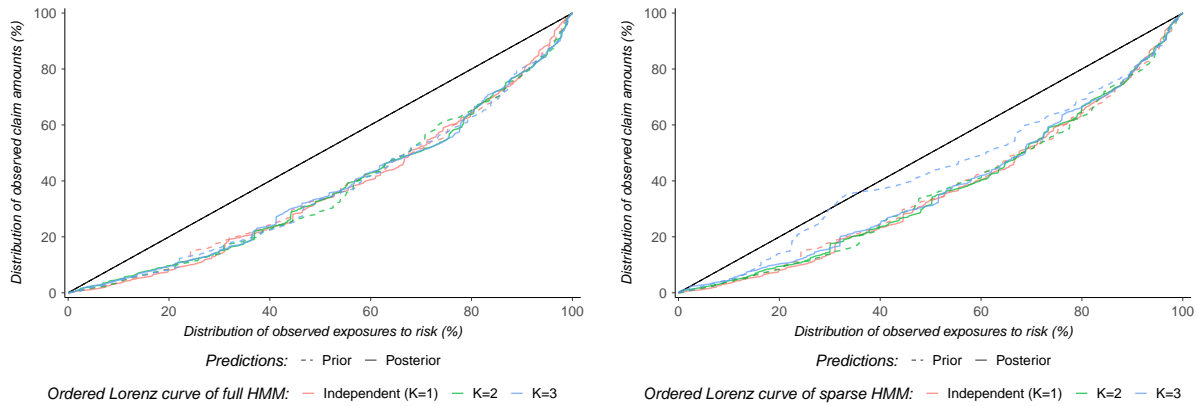 Distribution of observed claim amounts (%)
100
80
60
40
20
0
0 20 40 60 80 100
Distribution of observed exposures to risk (%)
Predictions: Prior Posterior
Ordered Lorenz curve of full HMM: Independent (K=1) K=2 K=3
Distribution of observed claim amounts (%)
100
80
60
40
20
0
0 20 40 60 80 100
Distribution of observed exposures to risk (%)
Predictions: Prior Posterior
Ordered Lorenz curve of sparse HMM: Independent (K=1) K=2 K=3